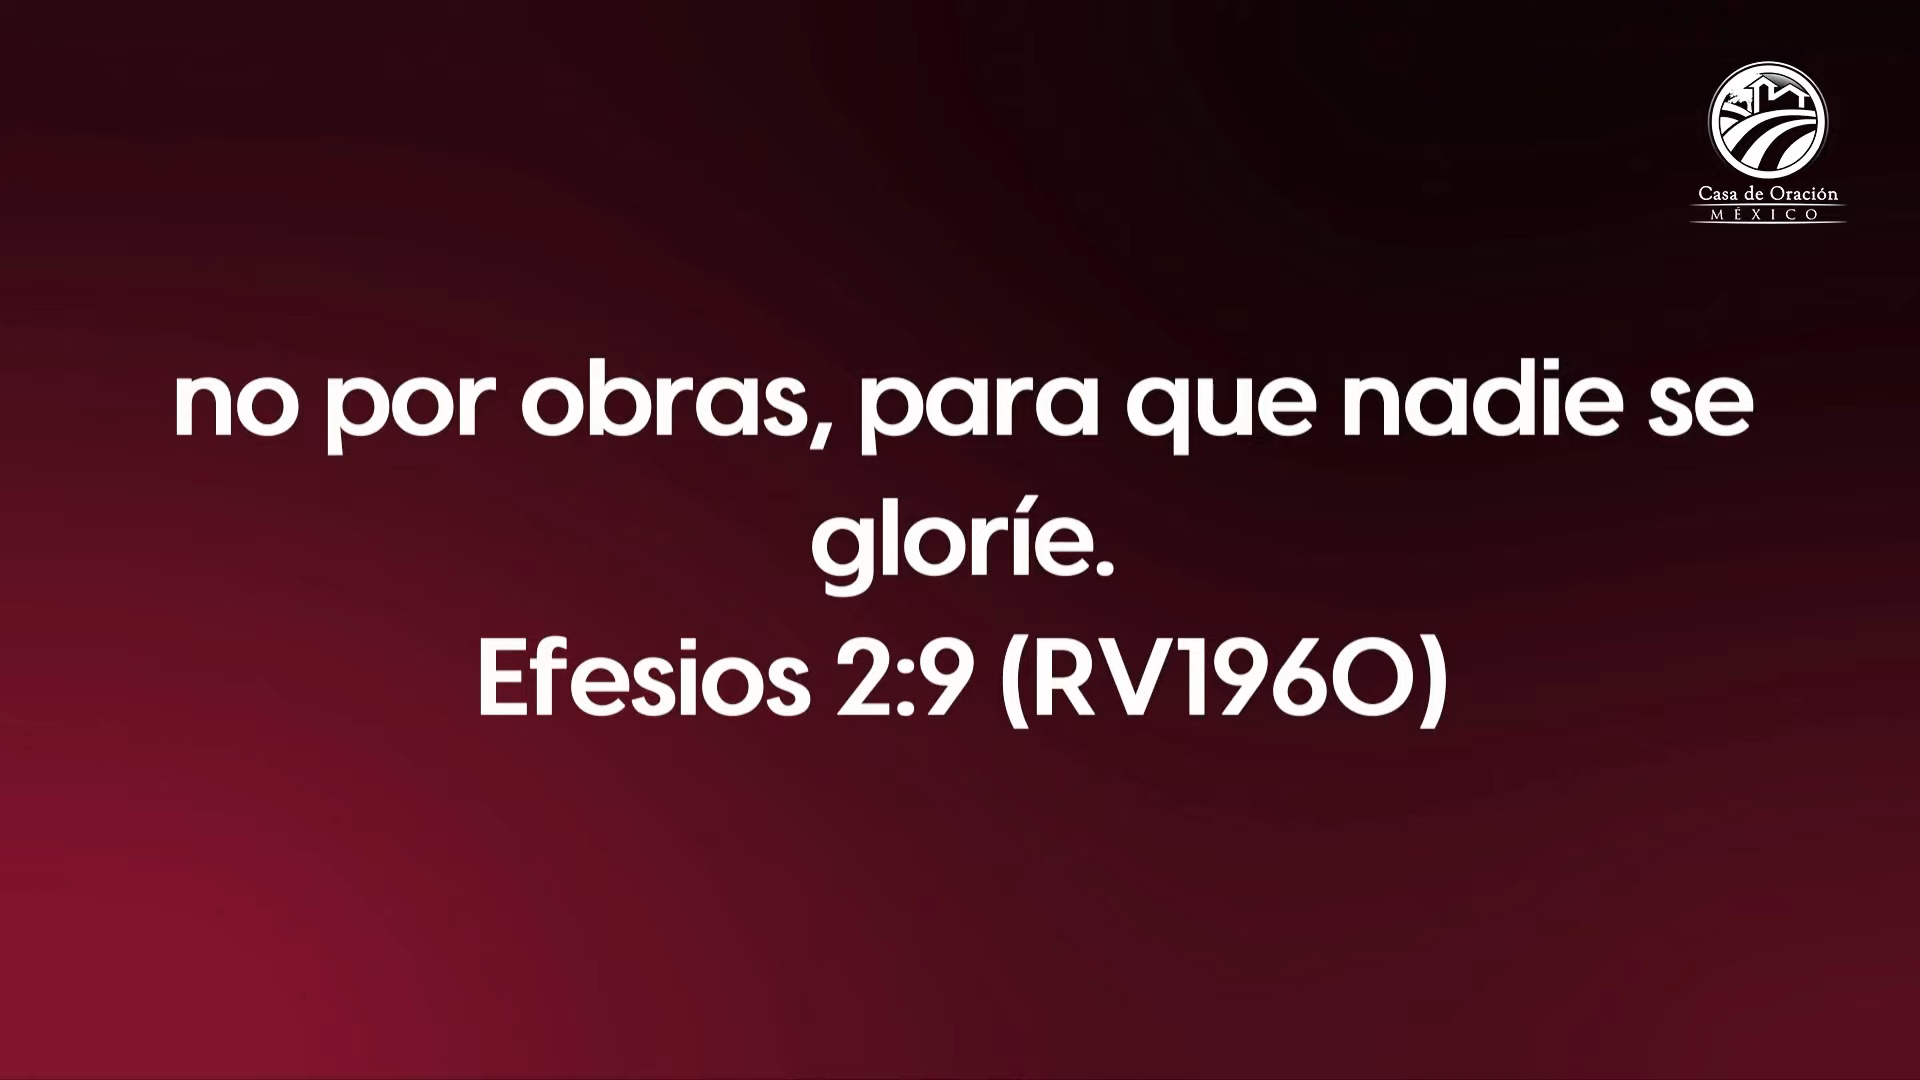 Casa de Oración
MÉXICO
no por obras, para que nadie se
gloríe.
Efesios 2:9 (RV1960)